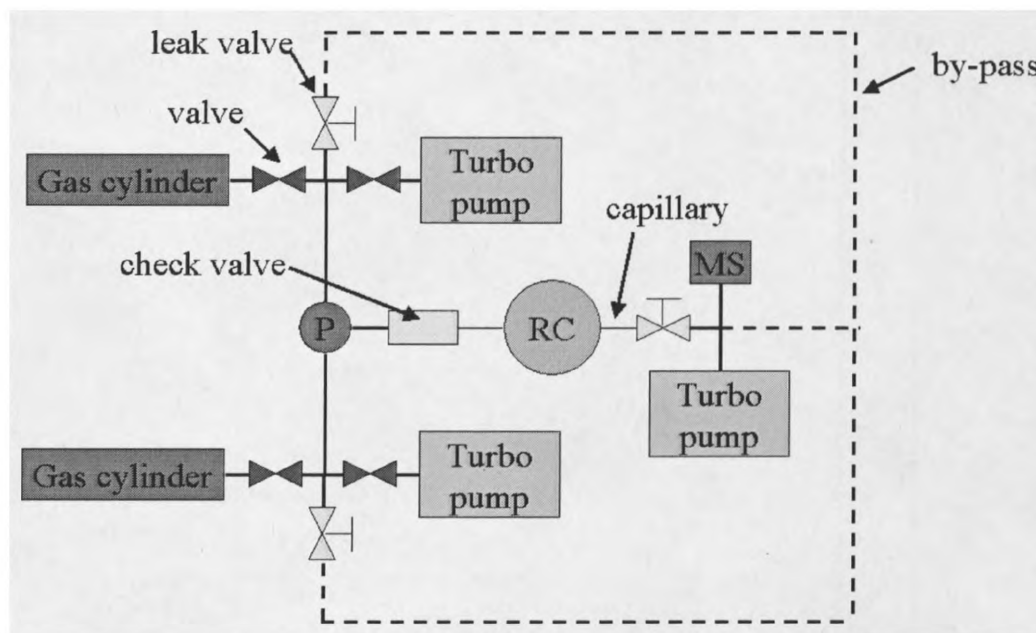 leak valve
by-pass
valve
Gas cylinder
Turbo
pump
capillary
check valve
MS
P
RC
Turbo
pump
Gas cylinder
Turbo
pump